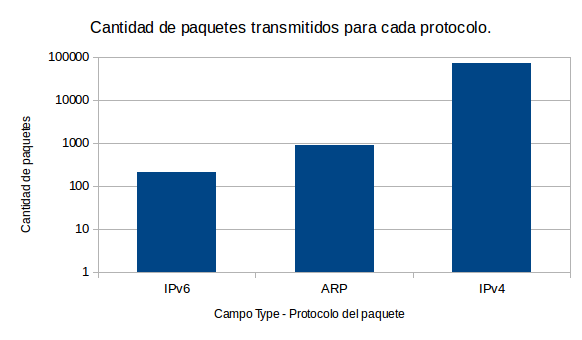 Cantidad de paquetes transmitidos para cada protocolo.
100000
10000
1000
100
10
1
Cantidad de paquetes
IPv6
ARP
IPv4
Campo Type - Protocolo del paquete